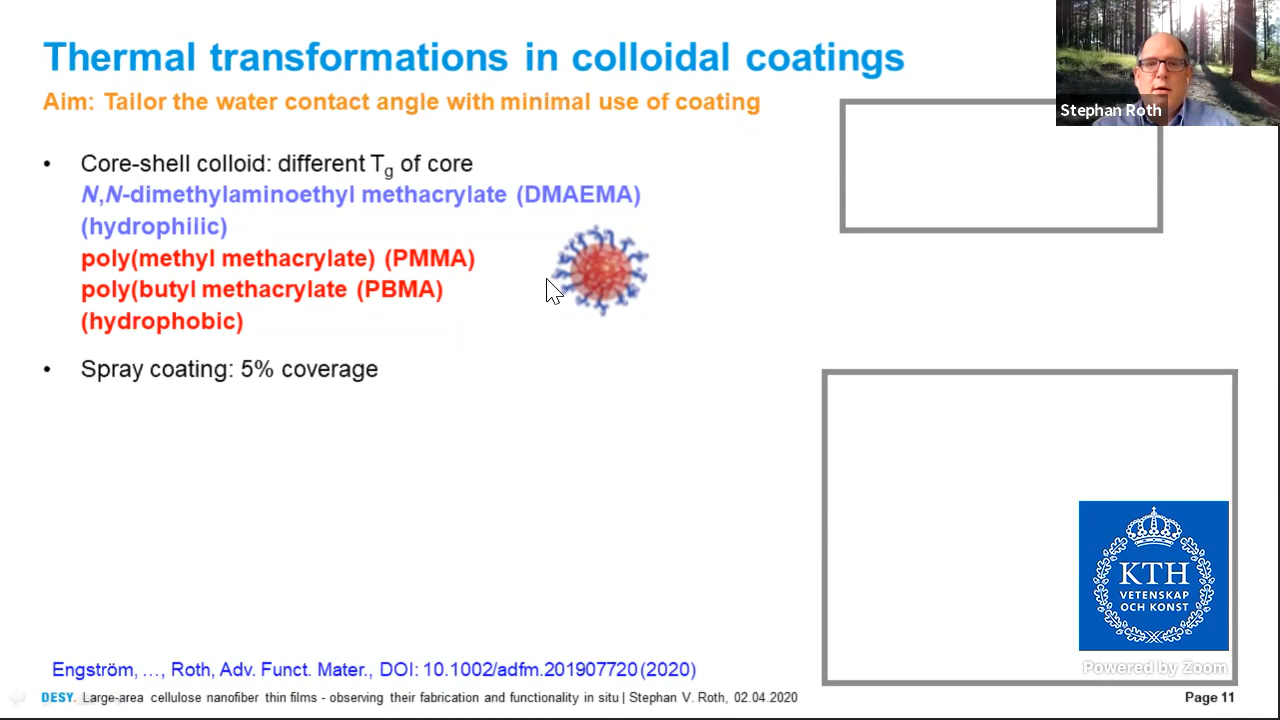 Thermal transformations in colloidal coatings
Aim: Tailor the water contact angle with minimal use of coating
Stephan Roth
• Core-shell colloid: different Tg of core
N,N-dimethylaminoethyl methacrylate (DMAEMA)
(hydrophilic)
poly(methyl methacrylate) (PMMA)
poly(butyl methacrylate (PBMA)
(hydrophobic)
• Spray coating: 5% coverage
KTH
VETENSKAP
OCH KONST
Powered by Zoom
Engström, ..., Roth, Adv. Funct. Mater., DOI: 10.1002/adfm.201907720 (2020)
DESY. Large-area cellulose nanofiber thin films - observing their fabrication and functionality in situ | Stephan V. Roth, 02.04.2020
Page 11